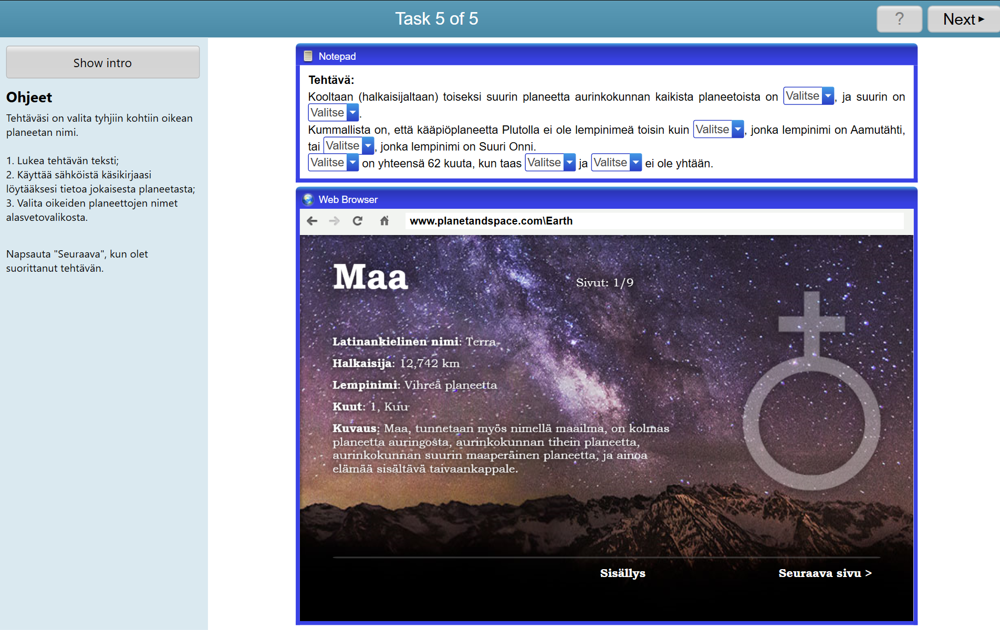 Task 5 of 5
?
Next ▸
Show intro
Ohjeet
Tehtäväsi on valita tyhjiin kohtiin oikean
planeetan nimi.
1. Lukea tehtävän teksti;
2. Käyttää sähköistä käsikirjaasi
löytääksesi tietoa jokaisesta planeetasta;
3. Valita oikeiden planeettojen nimet
alasvetovalikosta.
Napsauta "Seuraava", kun olet
suorittanut tehtävän.
Notepad
Tehtävä:
Kooltaan (halkaisijaltaan) toiseksi suurin planeetta aurinkokunnan kaikista planeetoista on Valitse, ja suurin on
Valitse.
Kummallista on, että kääpiöplaneetta Plutolla ei ole lempinimeä toisin kuin Valitse, jonka lempinimi on Aamutähti,
tai Valitse, jonka lempinimi on Suuri Onni.
Valitse on yhteensä 62 kuuta, kun taas Valitse ja Valitse ei ole yhtään.
Web Browser
www.planetandspace.com\Earth
Maa
Sivut: 1/9
Latinankielinen nimi: Terra
Halkaisija: 12,742 km
Lempinimi: Vihreä planeetta
Kuut: 1, Kuu
Kuvaus: Maa, tunnetaan myös nimellä maailma, on kolmas
planeetta auringosta, aurinkokunnan tihein planeetta,
aurinkokunnan suurin maaperäinen planeetta, ja ainoa
elämää sisältävä taivaankappale.
Sisällys
Seuraava sivu >